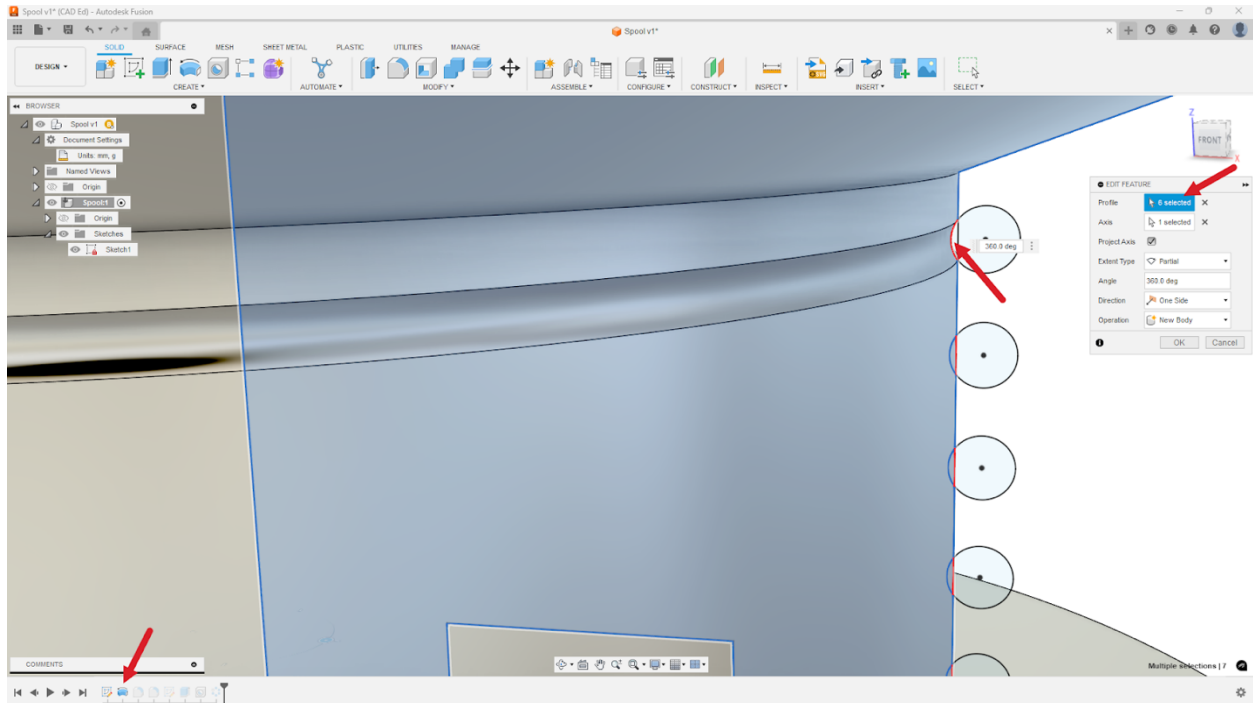 Spool v1* (CAD Ed) - Autodesk Fusion
Spool v1*
SOLID SURFACE MESH SHEET METAL PLASTIC UTILITIES MANAGE
DESIGN
CREATE AUTOMATE MODIFY ASSEMBLE CONFIGURE CONSTRUCT INSPECT INSERT SELECT
BROWSER
Spool v1
Document Settings
Units: mm, g
Named Views
Origin
Spool:1
Origin
Sketches
Sketch1
Z
FRONT
X
EDIT FEATURE
Profile 6 selected
Axis 1 selected
Project Axis
Extent Type Partial
Angle 360.0 deg
Direction One Side
Operation New Body
OK Cancel
360.0 deg
COMMENTS
Multiple selections | 7